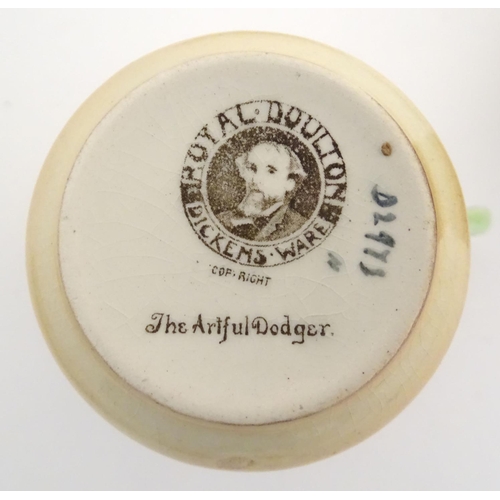 ROYAL·DOULTON
DICKENS·WARE
COP·RIGHT
The Artful Dodger.
D2973
"